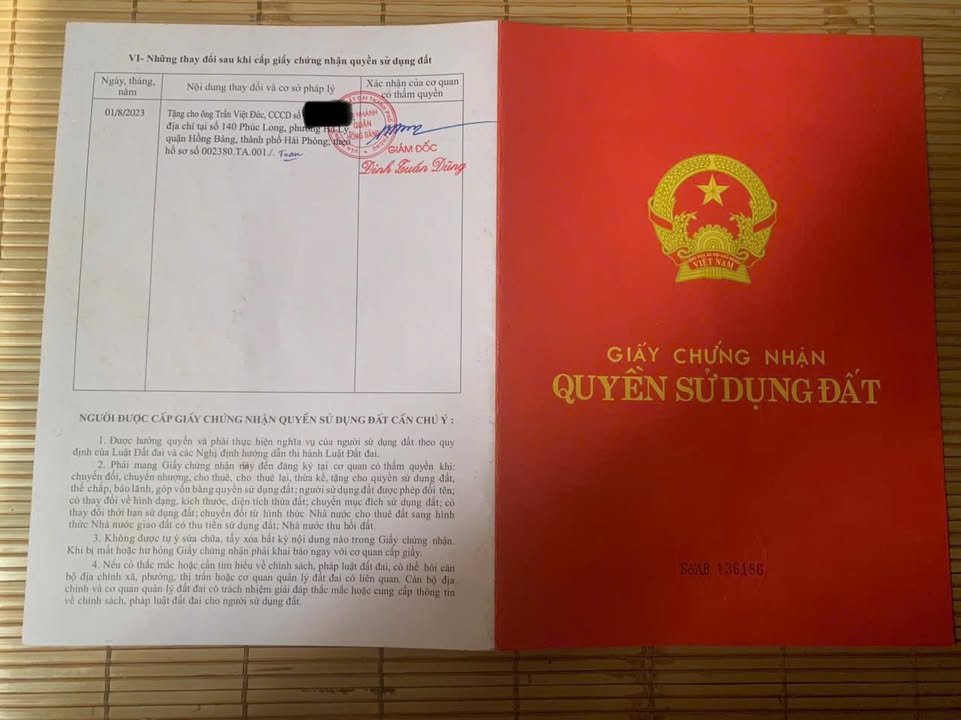 VI- Những thay đổi sau khi cấp giấy chứng nhận quyền sử dụng đất
Ngày, tháng, năm
Nội dung thay đổi và cơ sở pháp lý
Xác nhận của cơ quan
có thẩm quyền
01/8/2023
Tặng cho ông Trần Việt Đức, CCCD số
địa chỉ tại số 140 Phúc Long, phường Hạ Lý,
quận Hồng Bàng, thành phố Hải Phòng, theo
hồ sơ số 002380.TA.001./.
CHI NHÁNH
QUẬN
HỒNG BÀNG
GIÁM ĐỐC
Đinh Tuấn Dũng
NGƯỜI ĐƯỢC CẤP GIẤY CHỨNG NHẬN QUYỀN SỬ DỤNG ĐẤT CẦN CHÚ Ý :
1. Được hưởng quyền và phải thực hiện nghĩa vụ của người sử dụng đất theo quy
định của Luật Đất đai và các Nghị định hướng dẫn thi hành Luật Đất đai.
2. Phải mang Giấy chứng nhận này đến đăng ký tại cơ quan có thẩm quyền khi:
chuyển đổi, chuyển nhượng, cho thuê, cho thuê lại, thừa kế, tặng cho quyền sử dụng đất,
thế chấp, bảo lãnh, góp vốn bằng quyền sử dụng đất; người sử dụng đất được phép đổi tên;
có thay đổi về hình dạng, kích thước, diện tích thửa đất; chuyển mục đích sử dụng đất; có
thay đổi thời hạn sử dụng đất; chuyển đổi từ hình thức Nhà nước cho thuê đất sang hình
thức Nhà nước giao đất có thu tiền sử dụng đất; Nhà nước thu hồi đất.
3. Không được tự ý sửa chữa, tẩy xóa bất kỳ nội dung nào trong Giấy chứng nhận.
Khi bị mất hoặc hư hỏng Giấy chứng nhận phải khai báo ngay với cơ quan cấp giấy.
4. Nếu có thắc mắc hoặc cần tìm hiểu về chính sách, pháp luật đất đai, có thể hỏi cán
bộ địa chính xã, phường, thị trấn hoặc cơ quan quản lý đất đai có liên quan. Cán bộ địa
chính và cơ quan quản lý đất đai có trách nhiệm giải đáp thắc mắc hoặc cung cấp thông tin
về chính sách, pháp luật đất đai cho người sử dụng đất.
VIỆT NAM
GIẤY CHỨNG NHẬN
QUYỀN SỬ DỤNG ĐẤT
136186